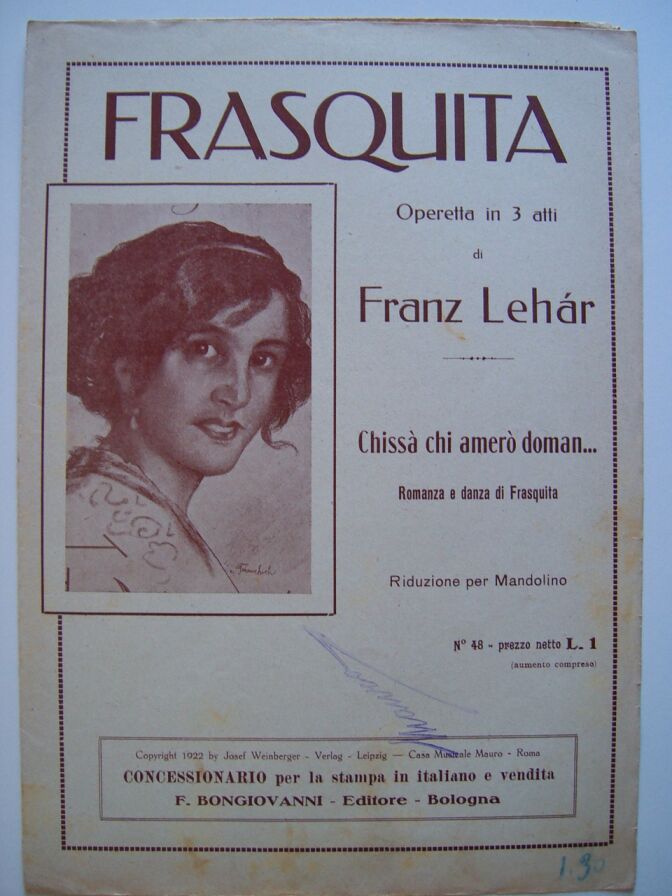 FRASQUITA
Operetta in 3 atti
di
Franz Lehár
Chissà chi amerò doman...
Romanza e danza di Frasquita
Riduzione per Mandolino
Nº 48 - prezzo netto L. 1
(aumento compreso)
Copyright 1922 by Josef Weinberger - Verlag - Leipzig — Casa Musicale Mauro - Roma
CONCESSIONARIO per la stampa in italiano e vendita
F. BONGIOVANNI - Editore - Bologna
1.30